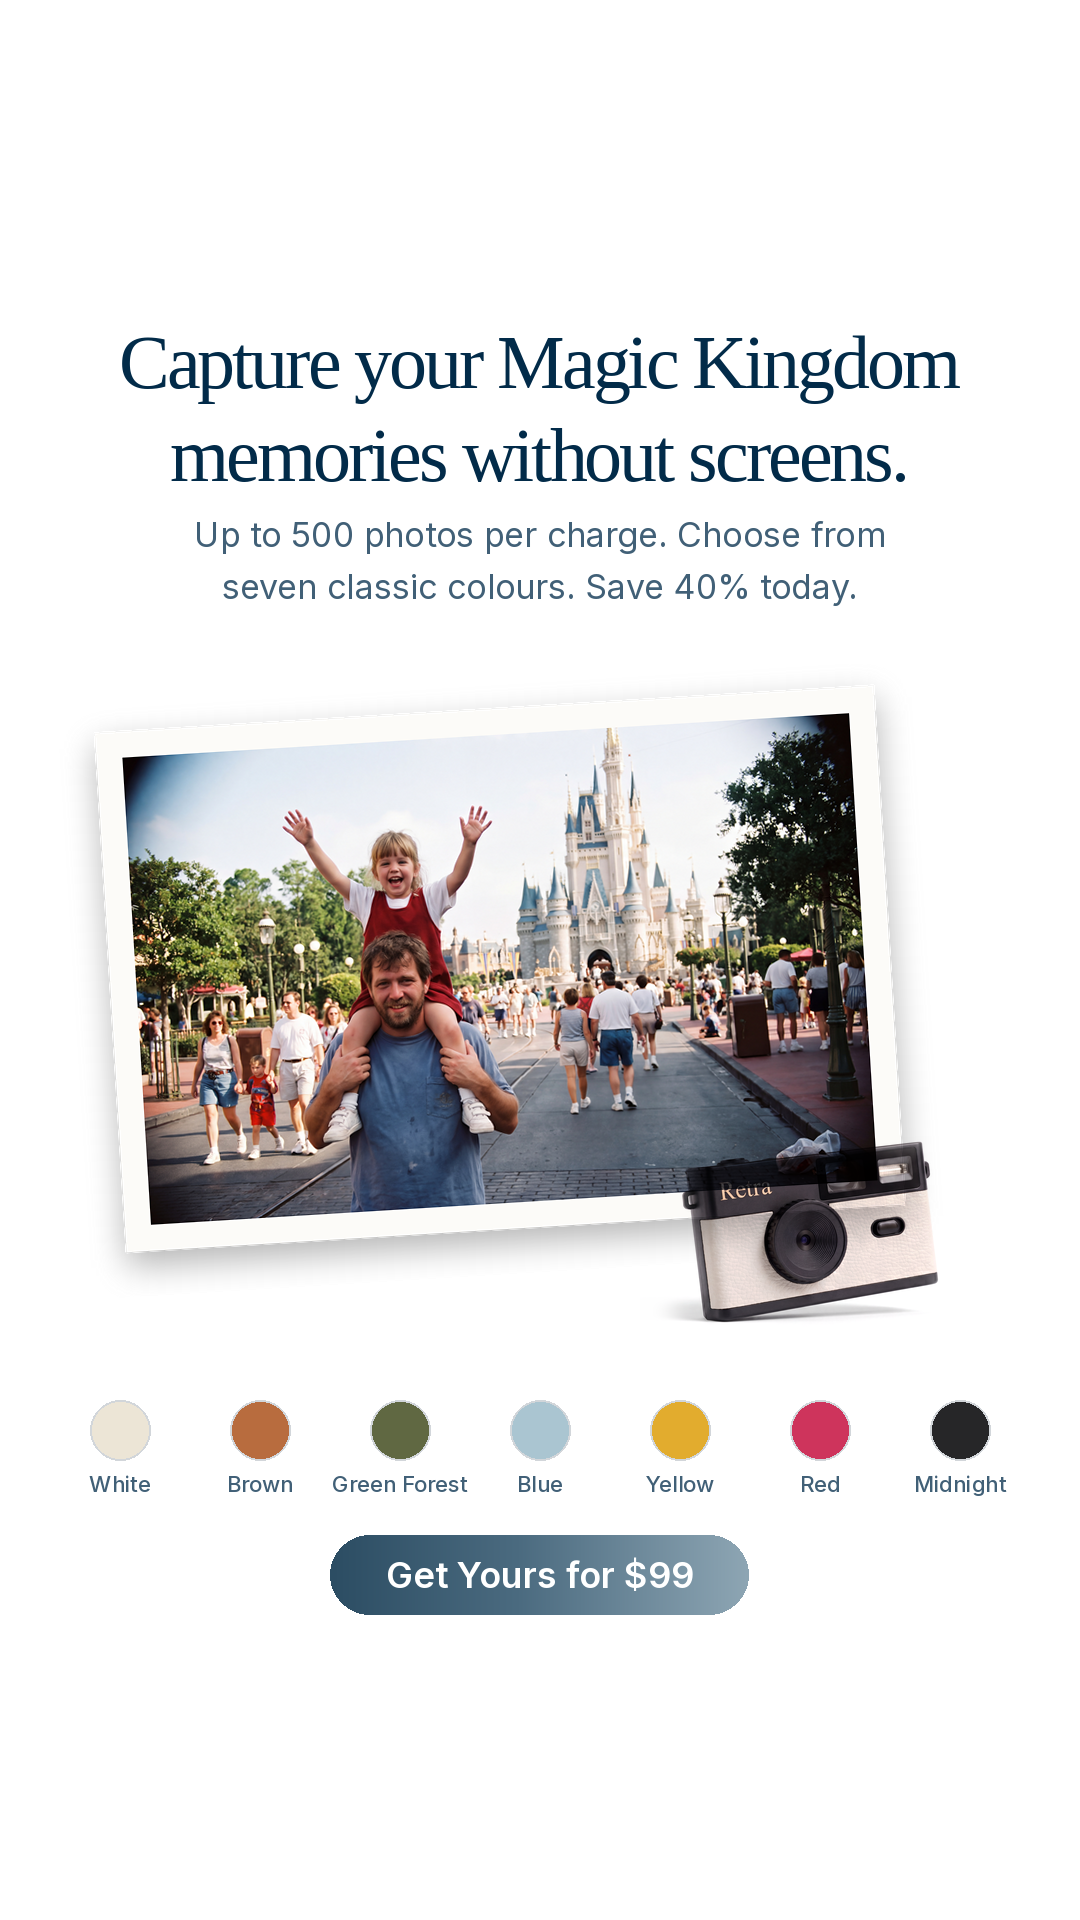 Capture your Magic Kingdom
memories without screens.
Up to 500 photos per charge. Choose from
seven classic colours. Save 40% today.
Retra
White
Brown
Green Forest
Blue
Yellow
Red
Midnight
Get Yours for $99